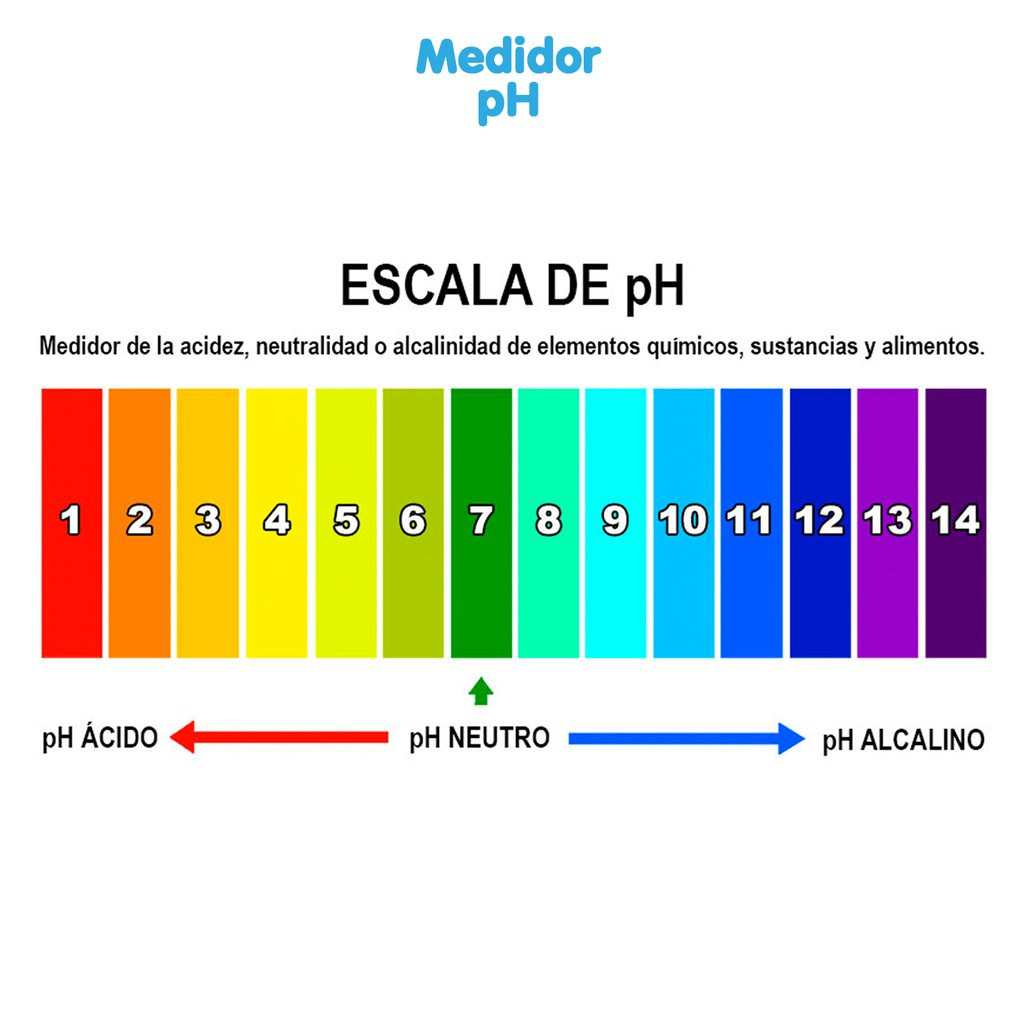 Medidor
pH
ESCALA DE pH
Medidor de la acidez, neutralidad o alcalinidad de elementos químicos, sustancias y alimentos.
1 2 3 4 5 6 7 8 9 10 11 12 13 14
pH ÁCIDO pH NEUTRO pH ALCALINO